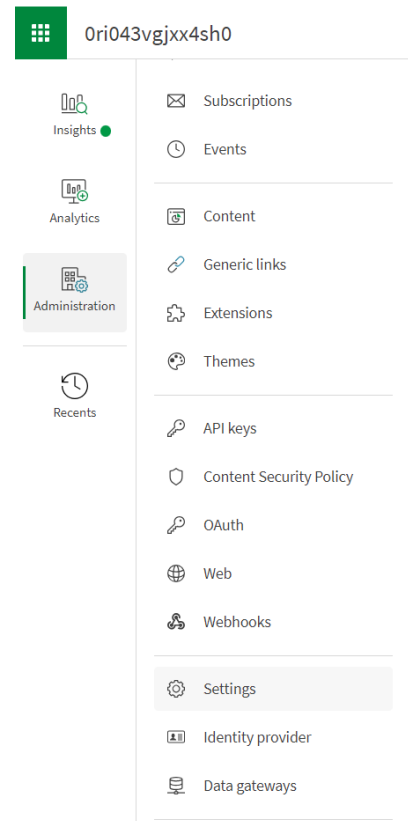 0ri043vgjxx4sh0
Insights
Analytics
Administration
Recents
Subscriptions
Events
Content
Generic links
Extensions
Themes
API keys
Content Security Policy
OAuth
Web
Webhooks
Settings
Identity provider
Data gateways